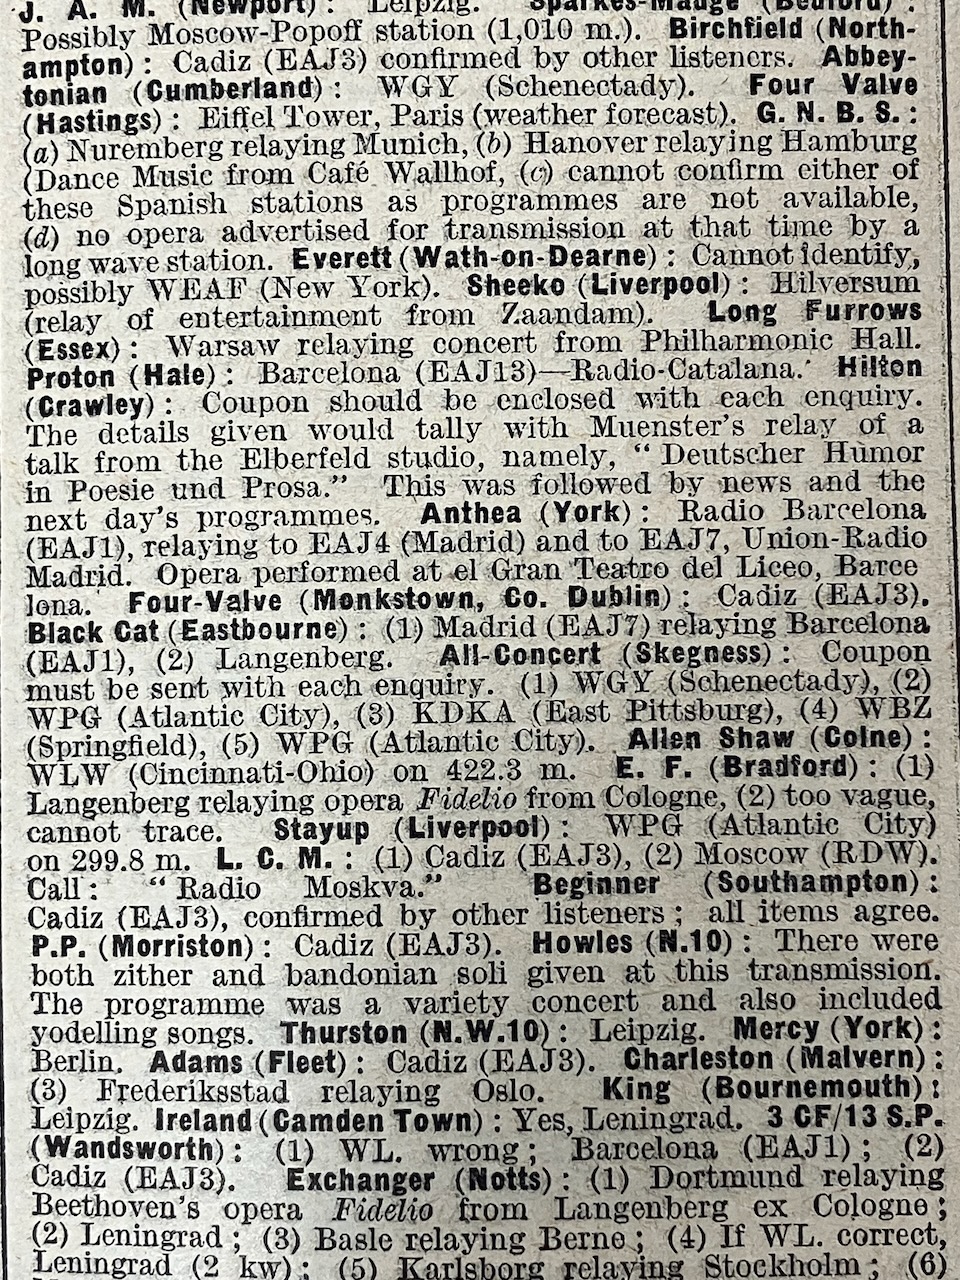 J. A. M. (Newport): Leipzig. Sparkes-Mauge (Bedford):
Possibly Moscow-Popoff station (1,010 m.). Birchfield (North-
ampton): Cadiz (EAJ3) confirmed by other listeners. Abbey-
tonian (Cumberland): WGY (Schenectady). Four Valve
(Hastings): Eiffel Tower, Paris (weather forecast). G. N. B. S.:
(a) Nuremberg relaying Munich, (b) Hanover relaying Hamburg
(Dance Music from Café Wallhof, (c) cannot confirm either of
these Spanish stations as programmes are not available,
(d) no opera advertised for transmission at that time by a
long wave station. Everett (Wath-on-Dearne): Cannot identify,
possibly WEAF (New York). Sheeko (Liverpool): Hilversum
(relay of entertainment from Zaandam). Long Furrows
(Essex): Warsaw relaying concert from Philharmonic Hall.
Proton (Hale): Barcelona (EAJ13)—Radio-Catalana. Hilton
(Crawley): Coupon should be enclosed with each enquiry.
The details given would tally with Muenster's relay of a
talk from the Elberfeld studio, namely, "Deutscher Humor
in Poesie und Prosa." This was followed by news and the
next day's programmes. Anthea (York): Radio Barcelona
(EAJ1), relaying to EAJ4 (Madrid) and to EAJ7, Union-Radio
Madrid. Opera performed at el Gran Teatro del Liceo, Barce
lona. Four-Valve (Monkstown, Co. Dublin): Cadiz (EAJ3).
Black Cat (Eastbourne): (1) Madrid (EAJ7) relaying Barcelona
(EAJ1), (2) Langenberg. All-Concert (Skegness): Coupon
must be sent with each enquiry. (1) WGY (Schenectady), (2)
WPG (Atlantic City), (3) KDKA (East Pittsburg), (4) WBZ
(Springfield), (5) WPG (Atlantic City). Allen Shaw (Colne):
WLW (Cincinnati-Ohio) on 422.3 m. E. F. (Bradford): (1)
Langenberg relaying opera Fidelio from Cologne, (2) too vague,
cannot trace. Stayup (Liverpool): WPG (Atlantic City)
on 299.8 m. L. C. M.: (1) Cadiz (EAJ3), (2) Moscow (RDW).
Call: "Radio Moskva." Beginner (Southampton):
Cadiz (EAJ3), confirmed by other listeners; all items agree.
P.P. (Morriston): Cadiz (EAJ3). Howles (N.10): There were
both zither and bandonian soli given at this transmission.
The programme was a variety concert and also included
yodelling songs. Thurston (N.W.10): Leipzig. Mercy (York):
Berlin. Adams (Fleet): Cadiz (EAJ3). Charleston (Malvern):
(3) Frederiksstad relaying Oslo. King (Bournemouth):
Leipzig. Ireland (Camden Town): Yes, Leningrad. 3 CF/13 S.P.
(Wandsworth): (1) WL. wrong; Barcelona (EAJ1); (2)
Cadiz (EAJ3). Exchanger (Notts): (1) Dortmund relaying
Beethoven's opera Fidelio from Langenberg ex Cologne;
(2) Leningrad; (3) Basle relaying Berne; (4) If WL. correct,
Leningrad (2 kw); (5) Karlsborg relaying Stockholm; (6)